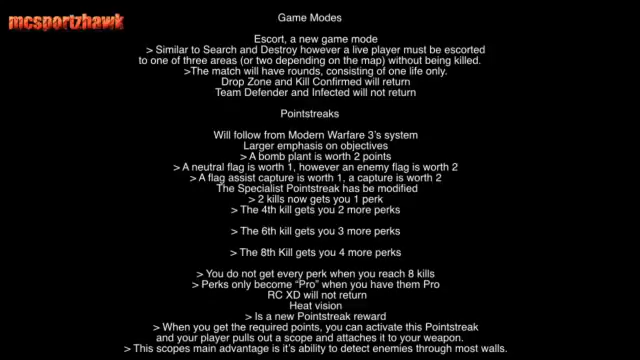 mcsportzhawk
Game Modes
Escort, a new game mode
> Similar to Search and Destroy however a live player must be escorted
to one of three areas (or two depending on the map) without being killed.
>The match will have rounds, consisting of one life only.
Drop Zone and Kill Confirmed will return
Team Defender and Infected will not return
Pointstreaks
Will follow from Modern Warfare 3's system
Larger emphasis on objectives
> A bomb plant is worth 2 points
> A neutral flag is worth 1, however an enemy flag is worth 2
> A flag assist capture is worth 1, a capture is worth 2
The Specialist Pointstreak has be modified
> 2 kills now gets you 1 perk
> The 4th kill gets you 2 more perks
> The 6th kill gets you 3 more perks
> The 8th Kill gets you 4 more perks
> You do not get every perk when you reach 8 kills
> Perks only become “Pro” when you have them Pro
RC XD will not return
Heat vision
> Is a new Pointstreak reward
> When you get the required points, you can activate this Pointstreak
and your player pulls out a scope and attaches it to your weapon.
> This scopes main advantage is it's ability to detect enemies through most walls.